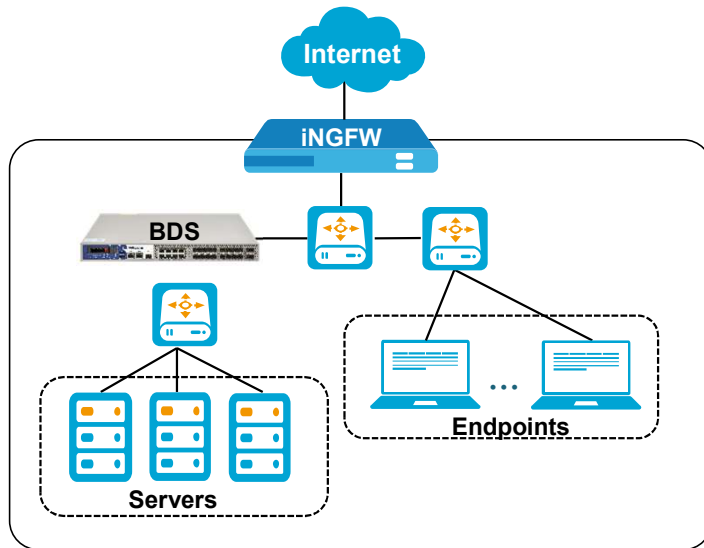 Internet
iNGFW
BDS
...
Endpoints
Servers